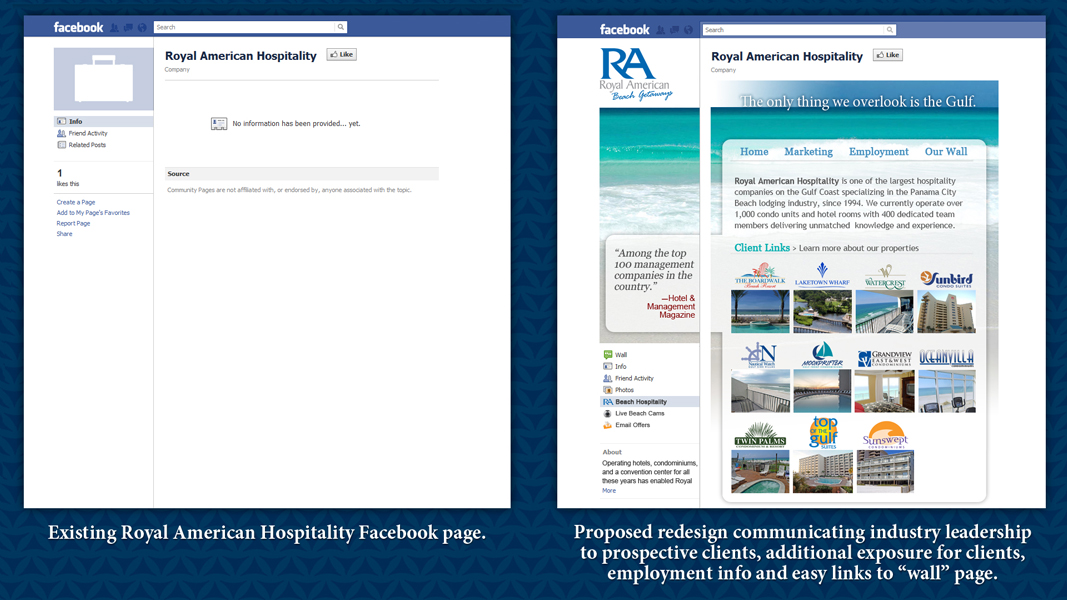 facebook
Search
Royal American Hospitality
Like
Company
Info
Friend Activity
Related Posts
No information has been provided... yet.
1
likes this
Source
Community Pages are not affiliated with, or endorsed by, anyone associated with the topic.
Create a Page
Add to My Page's Favorites
Report Page
Share
Existing Royal American Hospitality Facebook page.
facebook
Search
RA
Royal American
Beach Getaways
Royal American Hospitality
Like
Company
The only thing we overlook is the Gulf.
Home Marketing Employment Our Wall
Royal American Hospitality is one of the largest hospitality
companies on the Gulf Coast specializing in the Panama City
Beach lodging industry, since 1994. We currently operate over
1,000 condo units and hotel rooms with 400 dedicated team
members delivering unmatched knowledge and experience.
Client Links > Learn more about our properties
“Among the top
100 management
companies in the
country.”
—Hotel &
Management
Magazine
THE BOARDWALK
Beach Resort
LAKETOWN WHARF
WATERCREST
Sunbird
CONDO SUITES
N
MOONDRIFTER
GV GRANDVIEW
EAST & WEST
CONDOMINIUMS
OCEANVILLA
TWIN PALMS
top
OF THE
gulf
SUITES
Sunswept
CONDOMINIUMS
Wall
Info
Friend Activity
Photos
RA Beach Hospitality
Live Beach Cams
Email Offers
About
Operating hotels, condominiums,
and a convention center for all
these years has enabled Royal
More
Proposed redesign communicating industry leadership
to prospective clients, additional exposure for clients,
employment info and easy links to “wall” page.